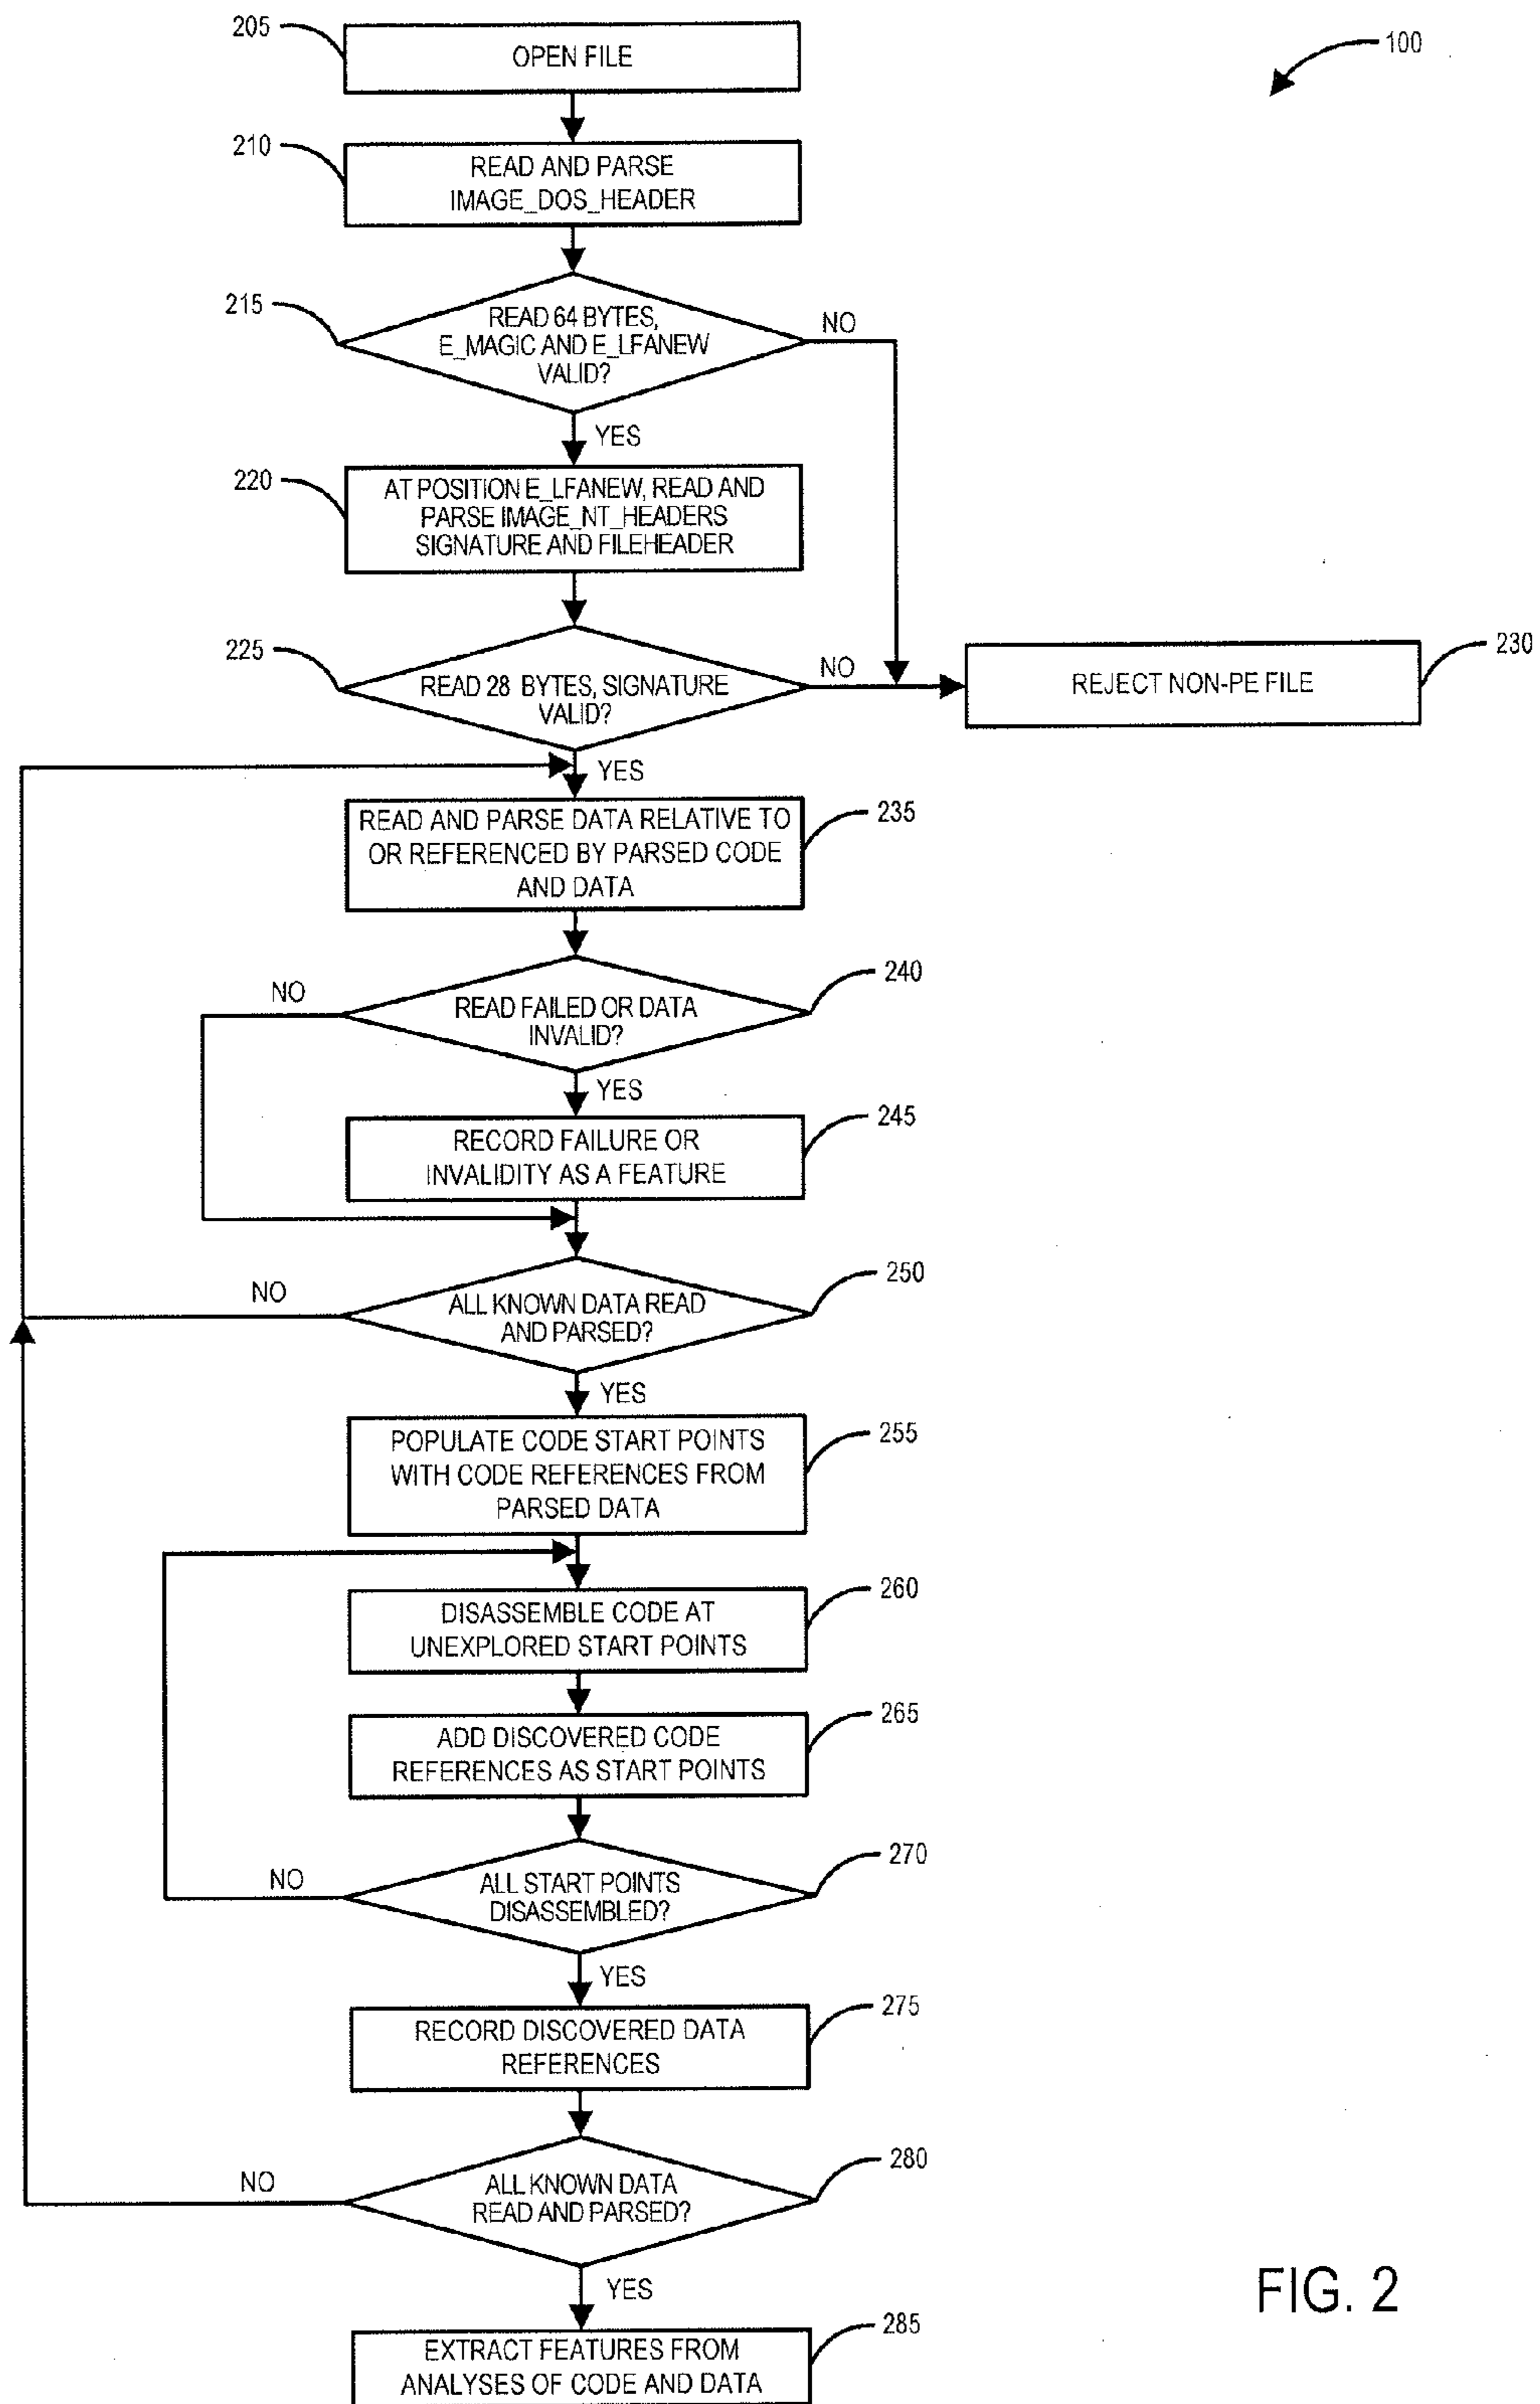 205
OPEN FILE
100
210
READ AND PARSE
IMAGE_DOS_HEADER
215
READ 64 BYTES,
E_MAGIC AND E_LFANEW
VALID?
NO
YES
220
AT POSITION E_LFANEW, READ AND
PARSE IMAGE_NT_HEADERS
SIGNATURE AND FILEHEADER
225
READ 28 BYTES, SIGNATURE
VALID?
NO
REJECT NON-PE FILE
230
YES
READ AND PARSE DATA RELATIVE TO
OR REFERENCED BY PARSED CODE
AND DATA
235
NO
READ FAILED OR DATA
INVALID?
240
YES
RECORD FAILURE OR
INVALIDITY AS A FEATURE
245
NO
ALL KNOWN DATA READ
AND PARSED?
250
YES
POPULATE CODE START POINTS
WITH CODE REFERENCES FROM
PARSED DATA
255
DISASSEMBLE CODE AT
UNEXPLORED START POINTS
260
ADD DISCOVERED CODE
REFERENCES AS START POINTS
265
NO
ALL START POINTS
DISASSEMBLED?
270
YES
RECORD DISCOVERED DATA
REFERENCES
275
NO
ALL KNOWN DATA
READ AND PARSED?
280
YES
EXTRACT FEATURES FROM
ANALYSES OF CODE AND DATA
285
FIG. 2